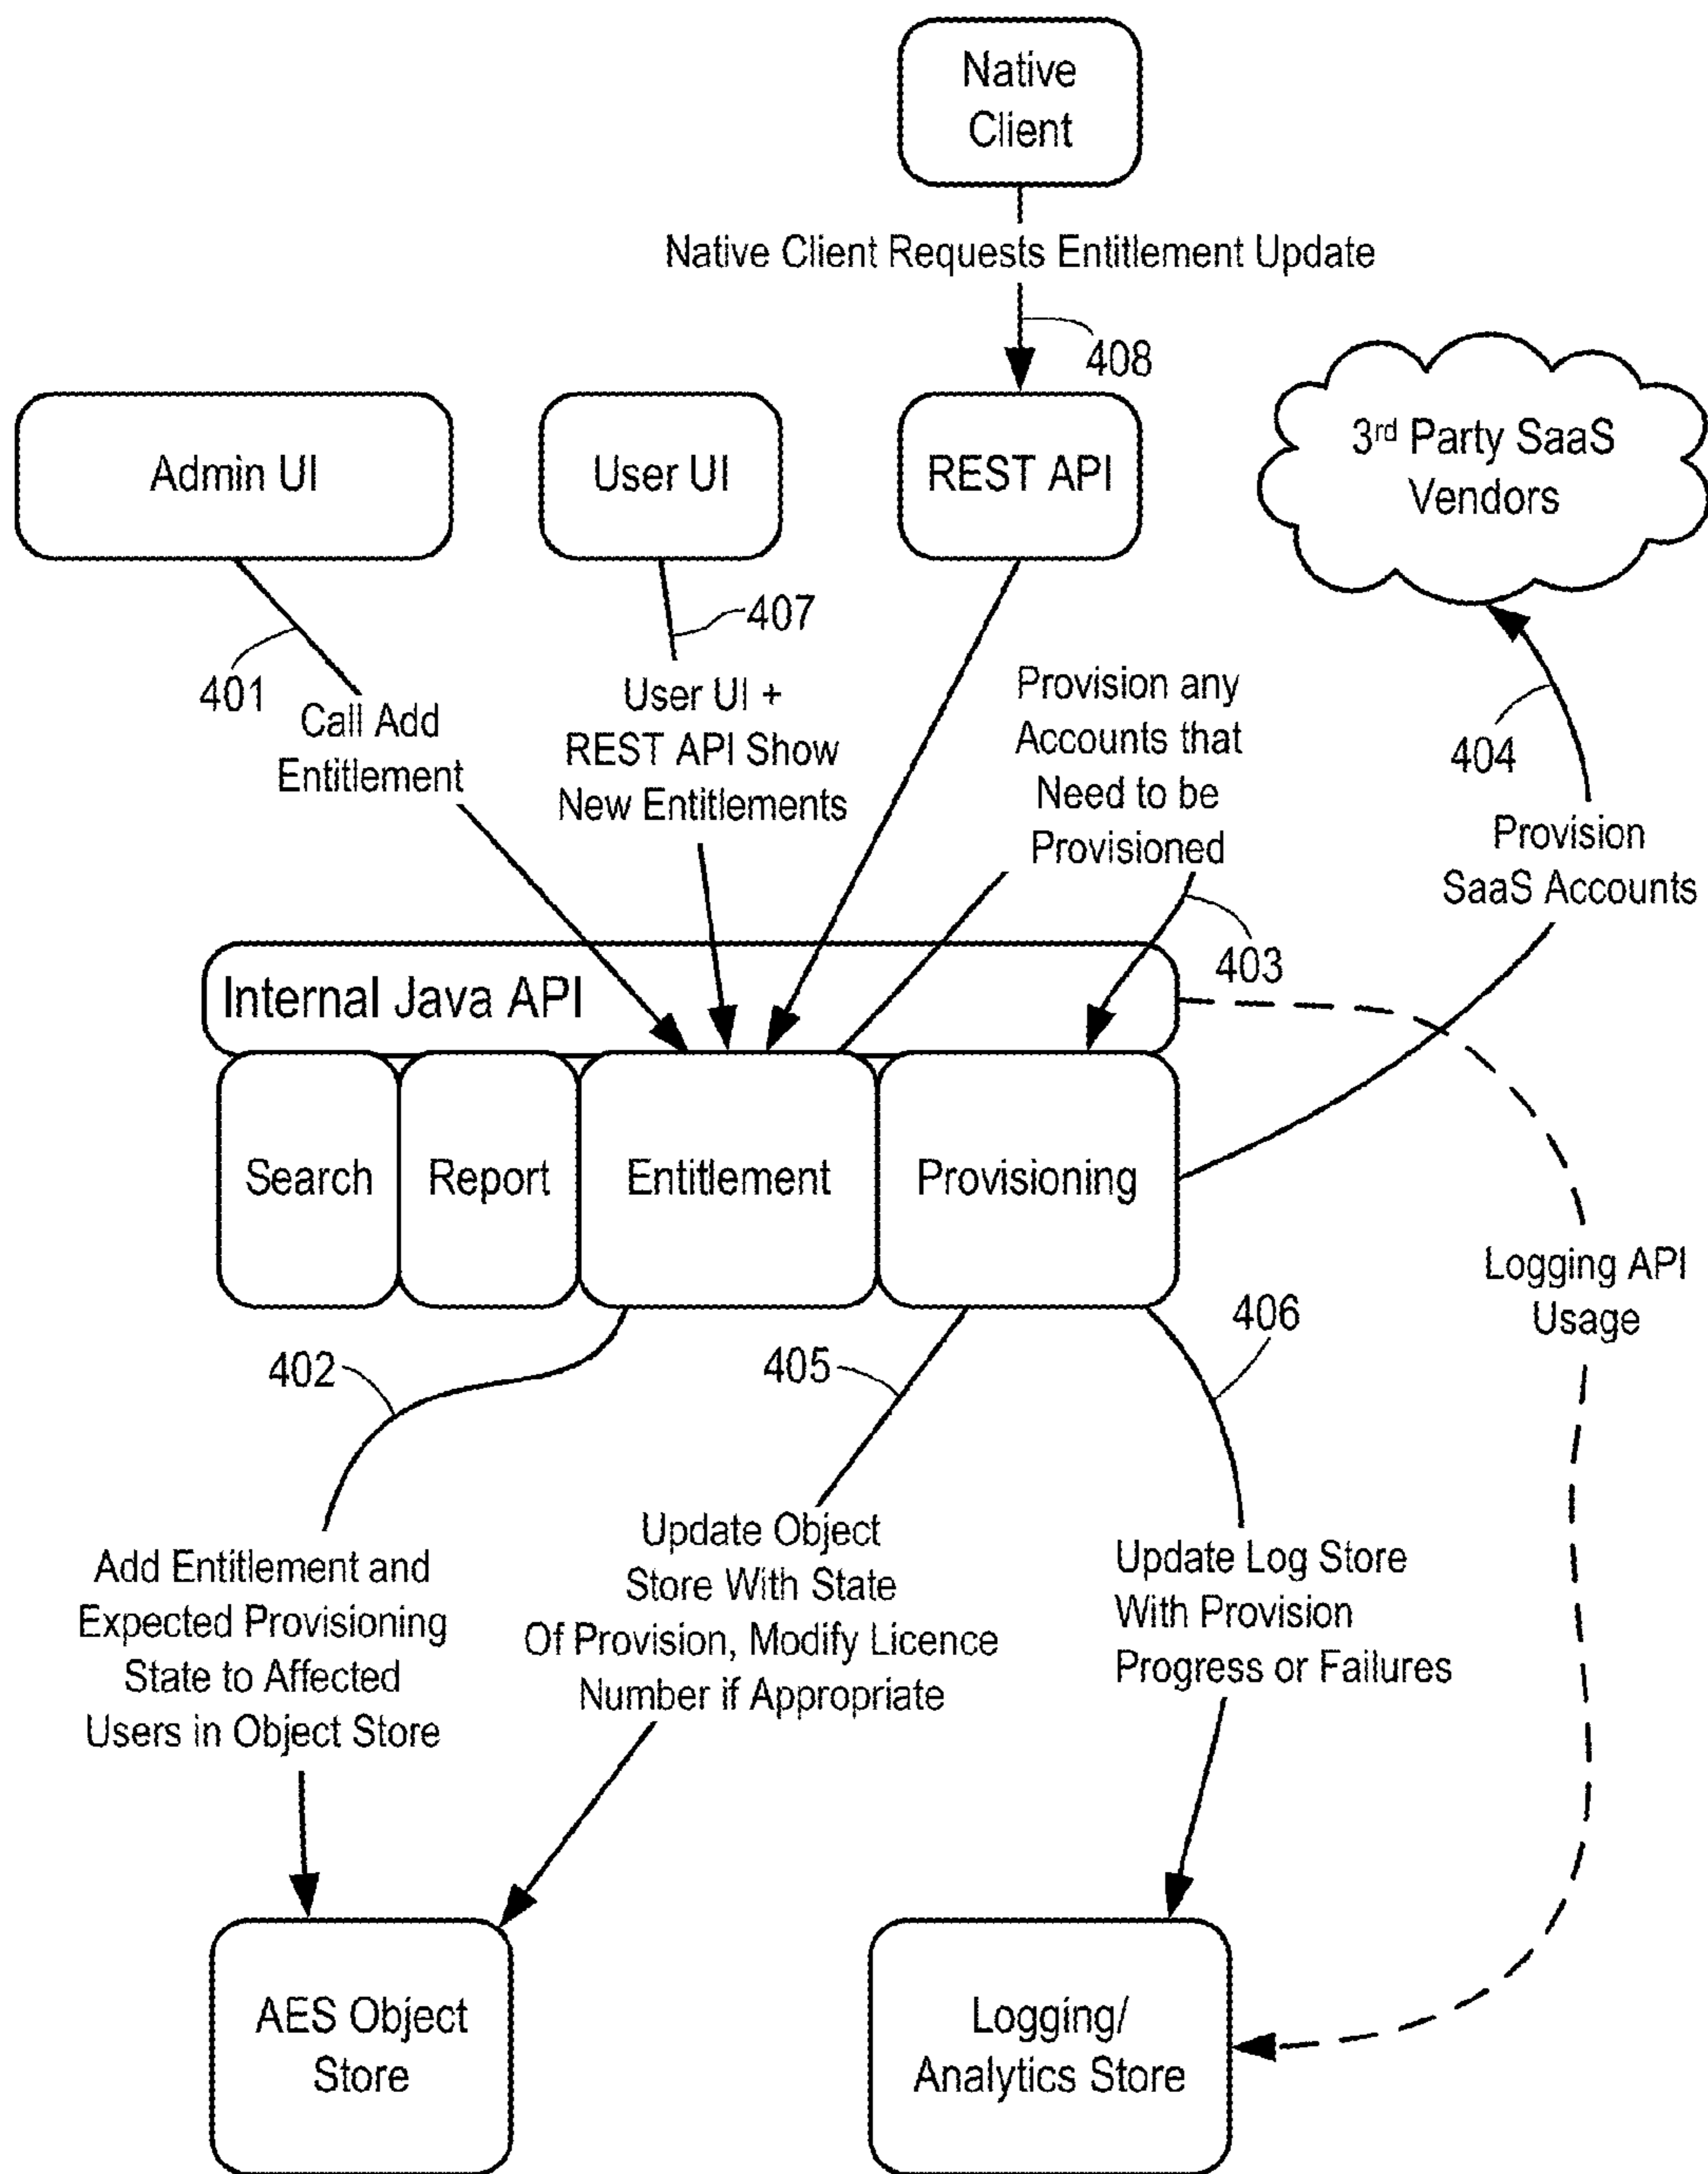 Native
Client
Native Client Requests Entitlement Update
408
Admin UI
User UI
REST API
3rd Party SaaS
Vendors
401
Call Add
Entitlement
407
User UI +
REST API Show
New Entitlements
Provision any
Accounts that
Need to be
Provisioned
403
404
Provision
SaaS Accounts
Internal Java API
Search
Report
Entitlement
Provisioning
Logging API
Usage
402
405
406
Add Entitlement and
Expected Provisioning
State to Affected
Users in Object Store
Update Object
Store With State
Of Provision, Modify Licence
Number if Appropriate
Update Log Store
With Provision
Progress or Failures
AES Object
Store
Logging/
Analytics Store